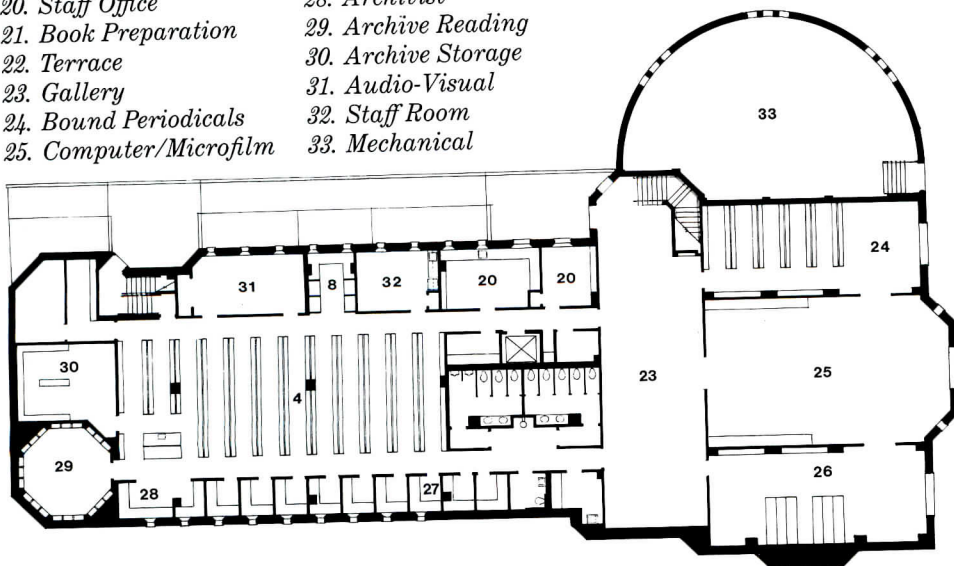 20. Staff Office
21. Book Preparation
22. Terrace
23. Gallery
24. Bound Periodicals
25. Computer/Microfilm
28. Archivist
29. Archive Reading
30. Archive Storage
31. Audio-Visual
32. Staff Room
33. Mechanical
33
24
31
8
32
20
20
30
4
23
25
29
28
27
26